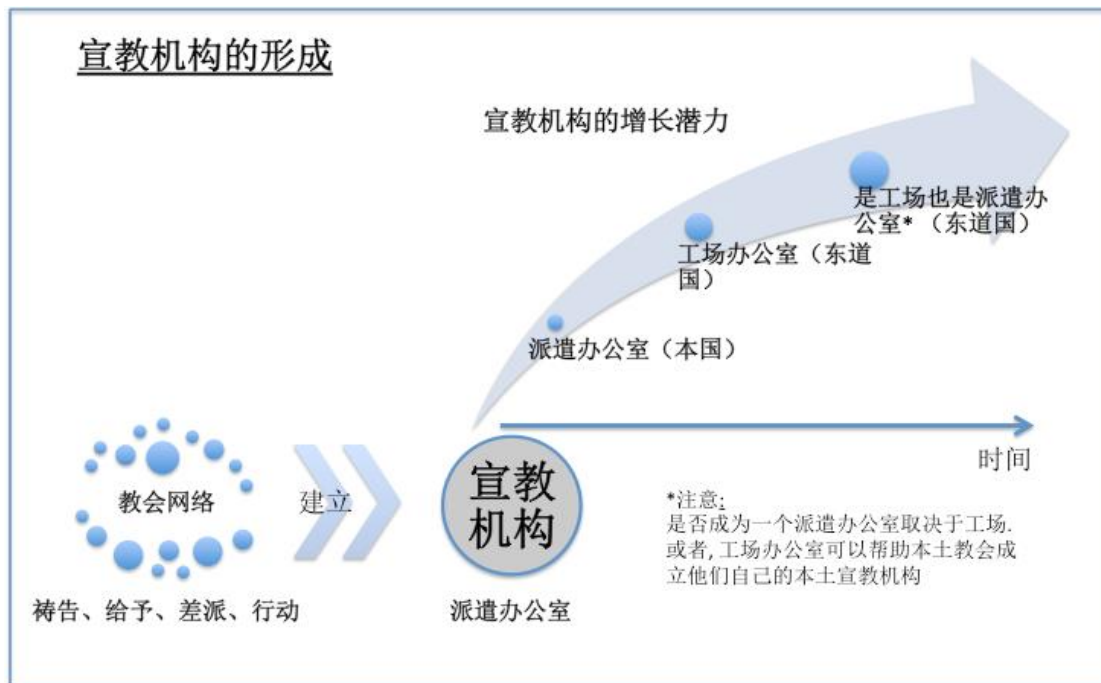 宣教机构的形成
宣教机构的增长潜力
是工场也是派遣办
公室* （东道国）
工场办公室（东道
国）
派遣办公室（本国）
时间
教会网络
建立
宣教
机构
*注意:
是否成为一个派遣办公室取决于工场.
或者, 工场办公室可以帮助本土教会成
立他们自己的本土宣教机构
祷告、给予、差派、行动
派遣办公室